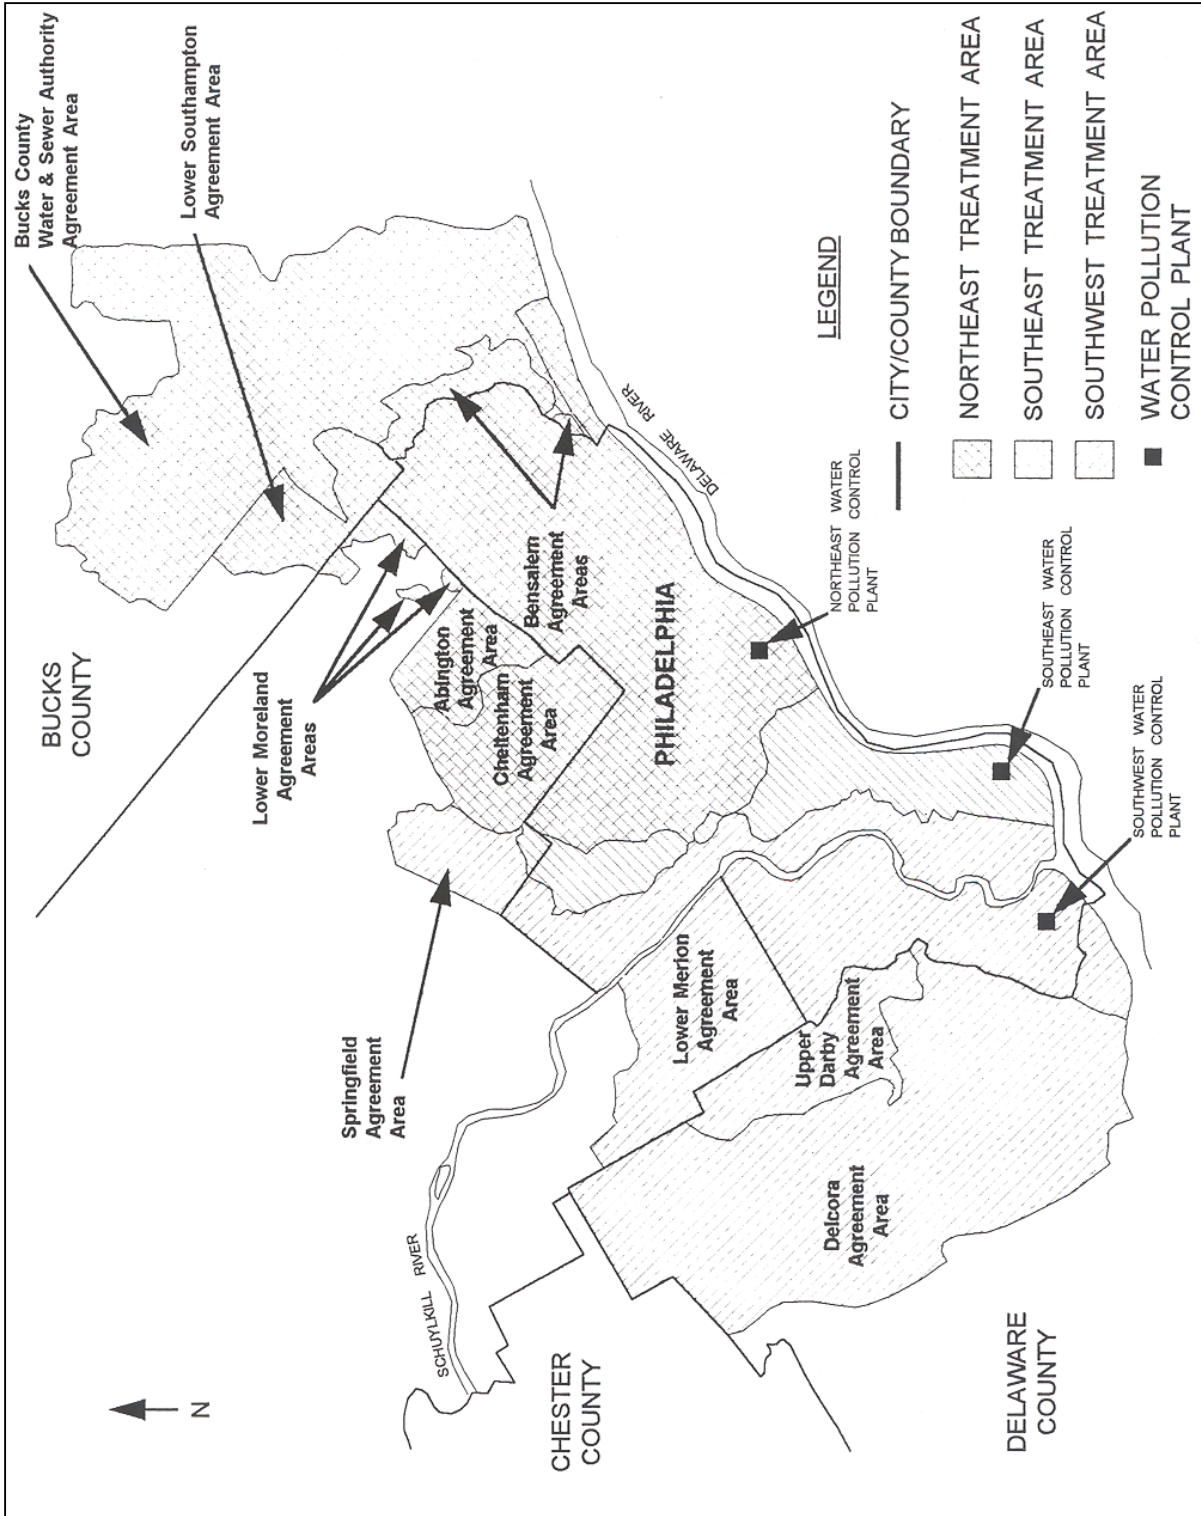 Bucks County
Water & Sewer Authority
Agreement Area
Lower Southampton
Agreement Area
BUCKS
COUNTY
Lower Moreland
Agreement
Areas
Abington
Agreement
Area
Cheltenham
Agreement
Area
Bensalem
Agreement
Areas
PHILADELPHIA
DELAWARE
RIVER
Springfield
Agreement
Area
SCHUYLKILL RIVER
Lower Merion
Agreement
Area
Upper
Darby
Agreement
Area
Delcora
Agreement
Area
CHESTER
COUNTY
DELAWARE
COUNTY
N
NORTHEAST WATER
POLLUTION CONTROL
PLANT
SOUTHEAST WATER
POLLUTION CONTROL
PLANT
SOUTHWEST WATER
POLLUTION CONTROL
PLANT
LEGEND
CITY/COUNTY BOUNDARY
NORTHEAST TREATMENT AREA
SOUTHEAST TREATMENT AREA
SOUTHWEST TREATMENT AREA
WATER POLLUTION
CONTROL PLANT